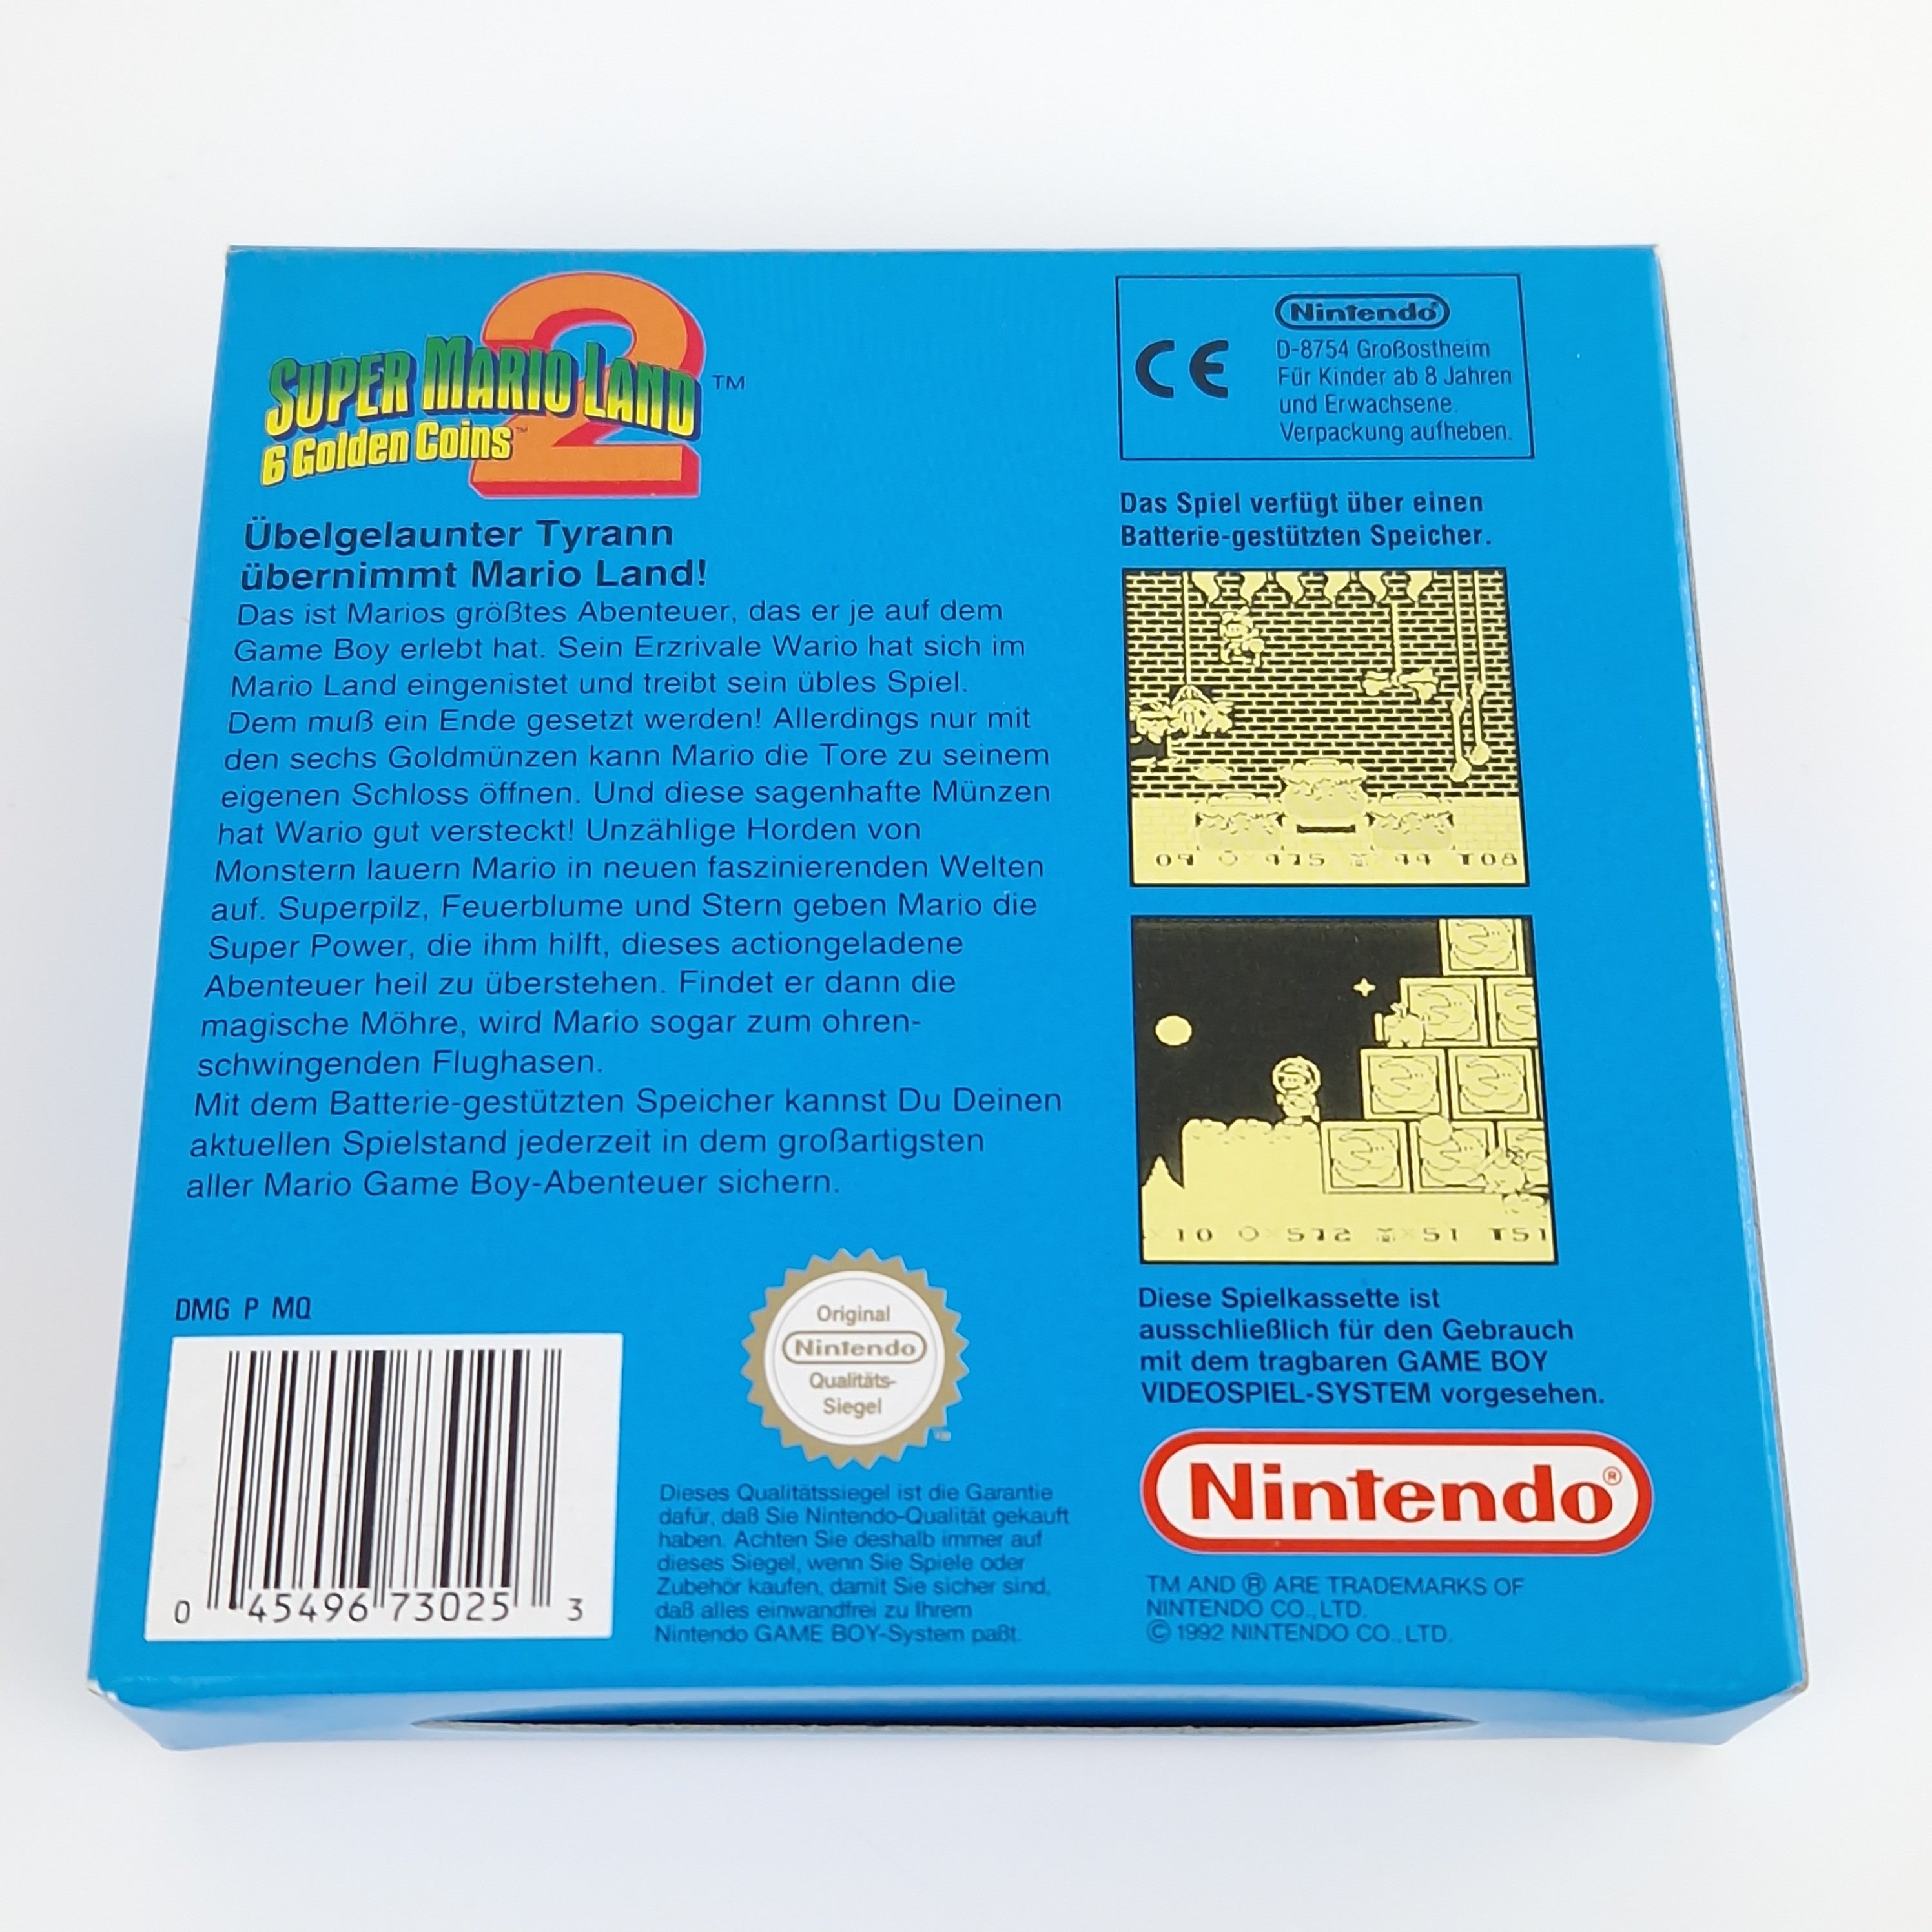 2
SUPER MARIO LAND TM
6 Golden Coins™
Übelgelaunter Tyrann
übernimmt Mario Land!
Das ist Marios größtes Abenteuer, das er je auf dem
Game Boy erlebt hat. Sein Erzrivale Wario hat sich im
Mario Land eingenistet und treibt sein übles Spiel.
Dem muß ein Ende gesetzt werden! Allerdings nur mit
den sechs Goldmünzen kann Mario die Tore zu seinem
eigenen Schloss öffnen. Und diese sagenhafte Münzen
hat Wario gut versteckt! Unzählige Horden von
Monstern lauern Mario in neuen faszinierenden Welten
auf. Superpilz, Feuerblume und Stern geben Mario die
Super Power, die ihm hilft, dieses actiongeladene
Abenteuer heil zu überstehen. Findet er dann die
magische Möhre, wird Mario sogar zum ohren-
schwingenden Flughasen.
Mit dem Batterie-gestützten Speicher kannst Du Deinen
aktuellen Spielstand jederzeit in dem großartigsten
aller Mario Game Boy-Abenteuer sichern.
DMG P MQ
0 45496 73025 3
Original
Nintendo
Qualitäts-
Siegel
Dieses Qualitätssiegel ist die Garantie
dafür, daß Sie Nintendo-Qualität gekauft
haben. Achten Sie deshalb immer auf
dieses Siegel, wenn Sie Spiele oder
Zubehör kaufen, damit Sie sicher sind,
daß alles einwandfrei zu Ihrem
Nintendo GAME BOY-System paßt.
CE
Nintendo
D-8754 Großostheim
Für Kinder ab 8 Jahren
und Erwachsene.
Verpackung aufheben.
Das Spiel verfügt über einen
Batterie-gestützten Speicher.
09 975 99 T08
×10 512 ×51 T51
Diese Spielkassette ist
ausschließlich für den Gebrauch
mit dem tragbaren GAME BOY
VIDEOSPIEL-SYSTEM vorgesehen.
Nintendo®
TM AND ® ARE TRADEMARKS OF
NINTENDO CO., LTD.
© 1992 NINTENDO CO., LTD.